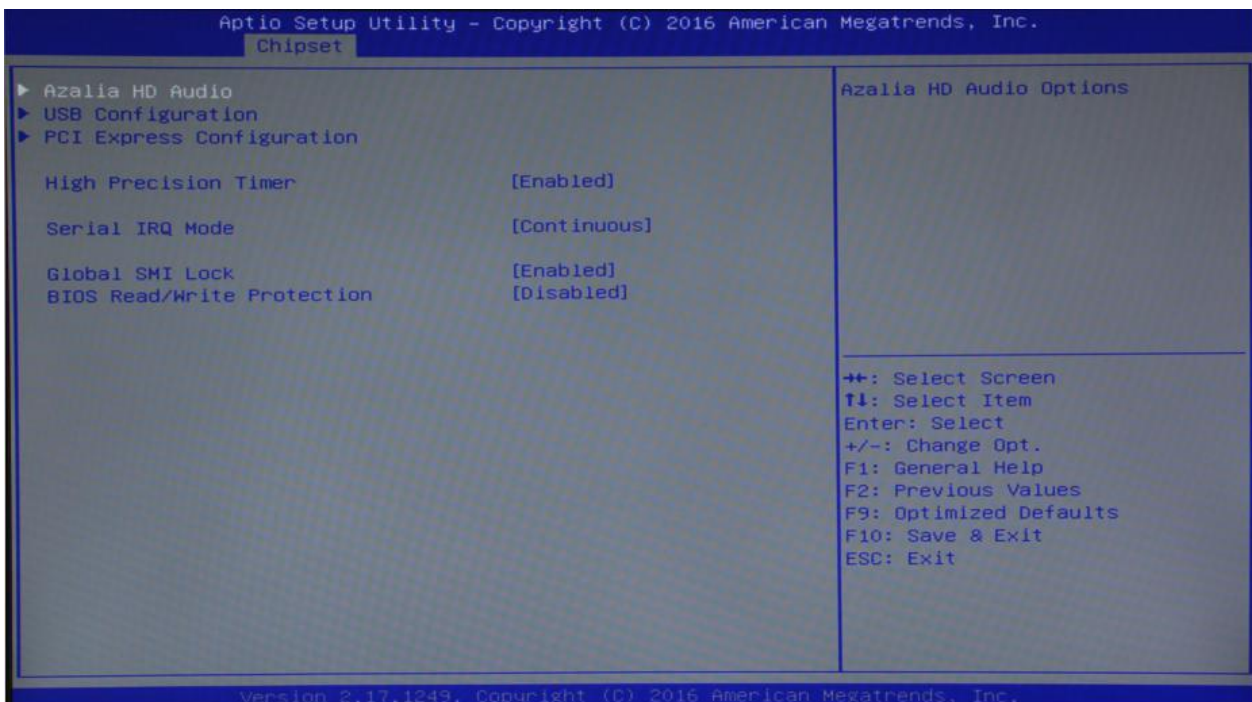 Aptio Setup Utility – Copyright (C) 2016 American Megatrends, Inc.
Chipset
▶ Azalia HD Audio
▶ USB Configuration
▶ PCI Express Configuration
High Precision Timer [Enabled]
Serial IRQ Mode [Continuous]
Global SMI Lock [Enabled]
BIOS Read/Write Protection [Disabled]
Azalia HD Audio Options
→←: Select Screen
↑↓: Select Item
Enter: Select
+/-: Change Opt.
F1: General Help
F2: Previous Values
F9: Optimized Defaults
F10: Save & Exit
ESC: Exit
Version 2.17.1249. Copyright (C) 2016 American Megatrends, Inc.